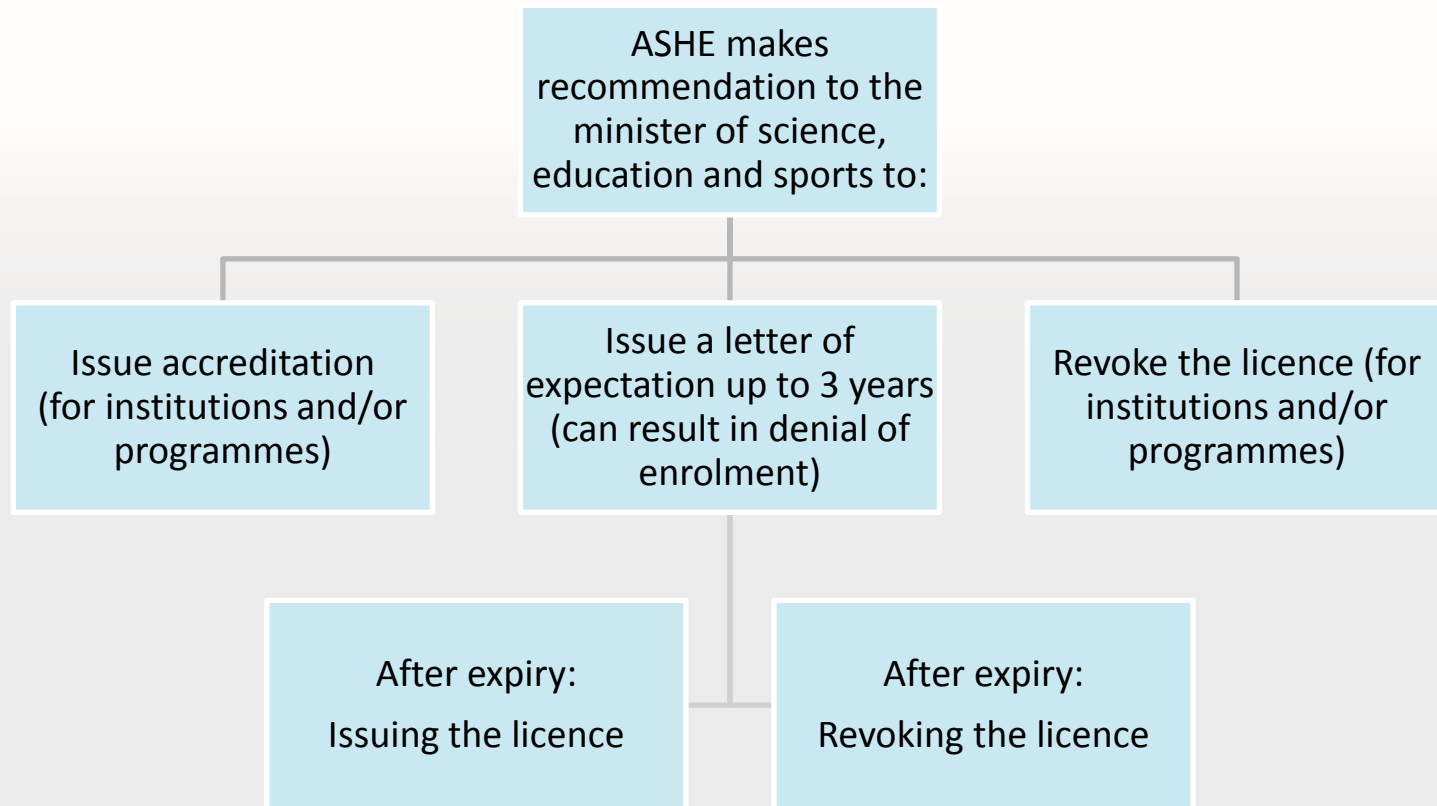 ASHE makes
recommendation to the
minister of science,
education and sports to:
Issue accreditation
(for institutions and/or
programmes)
Issue a letter of
expectation up to 3 years
(can result in denial of
enrolment)
Revoke the licence (for
institutions and/or
programmes)
After expiry:
Issuing the licence
After expiry:
Revoking the licence